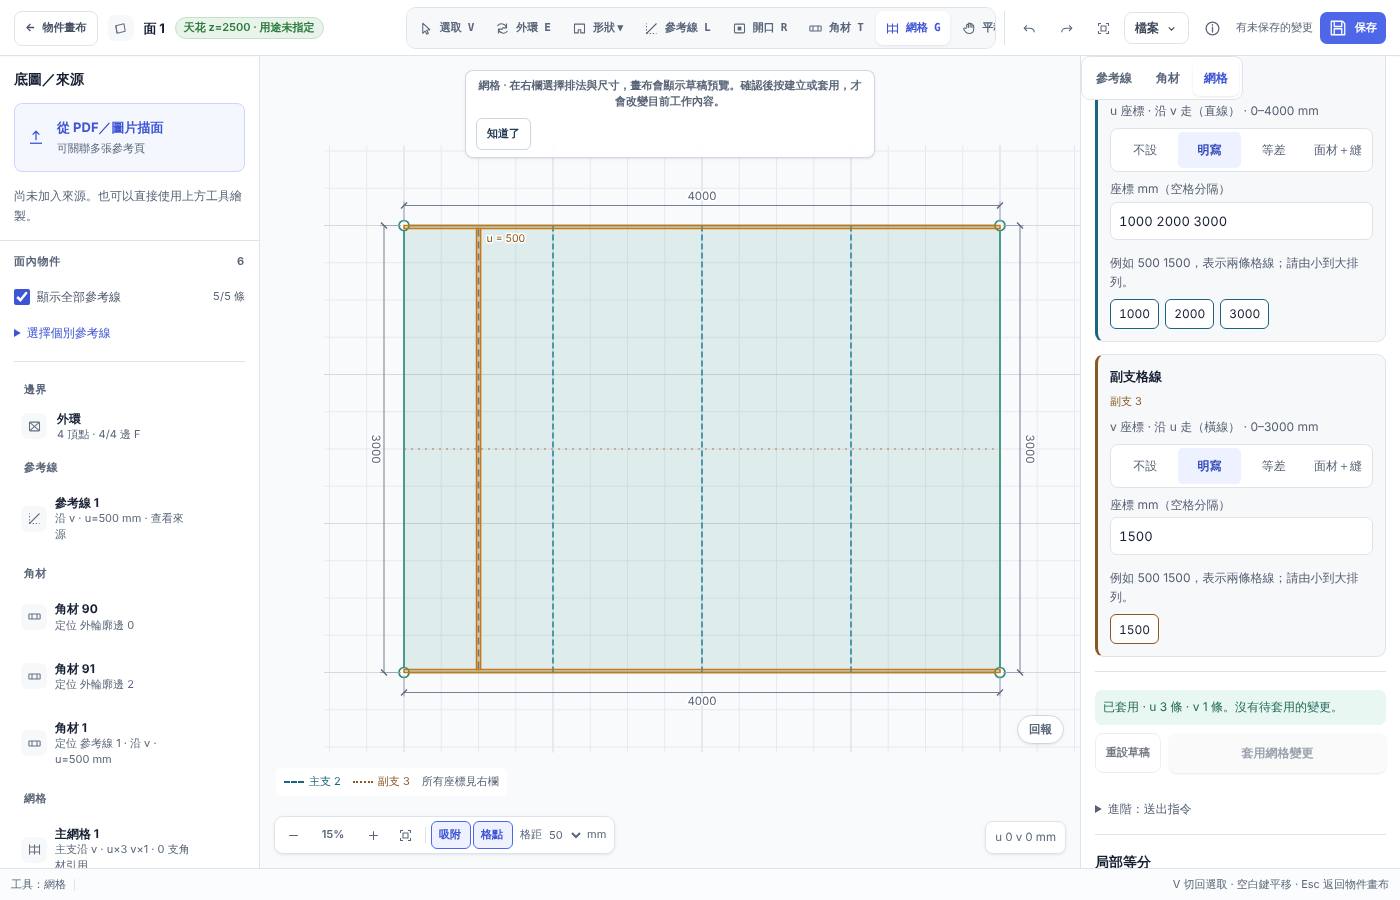 物件畫布
面 1
天花 z=2500 · 用途未指定
選取 V
外環 E
形狀▾
參考線 L
開口 R
角材 T
網格 G
檔案
有未保存的變更
保存
底圖／來源
從 PDF／圖片描面
可關聯多張參考頁
尚未加入來源。也可以直接使用上方工具繪
製。
面內物件
6
顯示全部參考線
5/5 條
選擇個別參考線
邊界
外環
4 頂點 · 4/4 邊 F
參考線
參考線 1
沿 v · u=500 mm · 查看來
源
角材
角材 90
定位 外輪廓邊 0
角材 91
定位 外輪廓邊 2
角材 1
定位 參考線 1 · 沿 v ·
u=500 mm
網格
主網格 1
主支沿 v · u×3 v×1 · 0 支角
材引用
網格 · 在右欄選擇排法與尺寸，畫布會顯示草稿預覽。確認後按建立或套用，才
會改變目前工作內容。
知道了
4000
u = 500
3000
3000
4000
回報
主支 2
副支 3
所有座標見右欄
15%
吸附
格點
格距
50
mm
u 0 v 0 mm
參考線
角材
網格
u 座標 · 沿 v 走（直線） · 0–4000 mm
不設
明寫
等差
面材＋縫
座標 mm（空格分隔）
1000 2000 3000
例如 500 1500，表示兩條格線；請由小到大排
列。
1000
2000
3000
副支格線
副支 3
v 座標 · 沿 u 走（橫線） · 0–3000 mm
不設
明寫
等差
面材＋縫
座標 mm（空格分隔）
1500
例如 500 1500，表示兩條格線；請由小到大排
列。
1500
已套用 · u 3 條 · v 1 條。沒有待套用的變更。
重設草稿
套用網格變更
進階：送出指令
局部等分
工具：網格
V 切回選取 · 空白鍵平移 · Esc 返回物件畫布